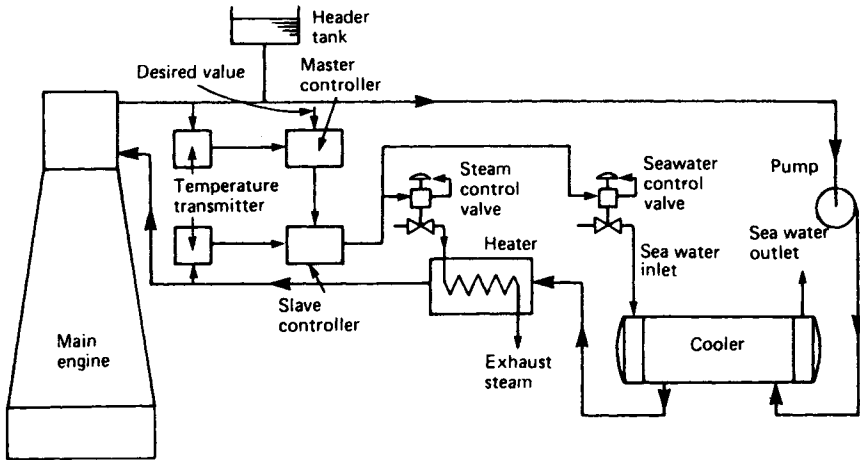 Header
tank
Desired value
Master
controller
Temperature
transmitter
Steam
control
valve
Seawater
control
valve
Pump
Heater
Sea water
inlet
Sea water
outlet
Slave
controller
Main
engine
Exhaust
steam
Cooler